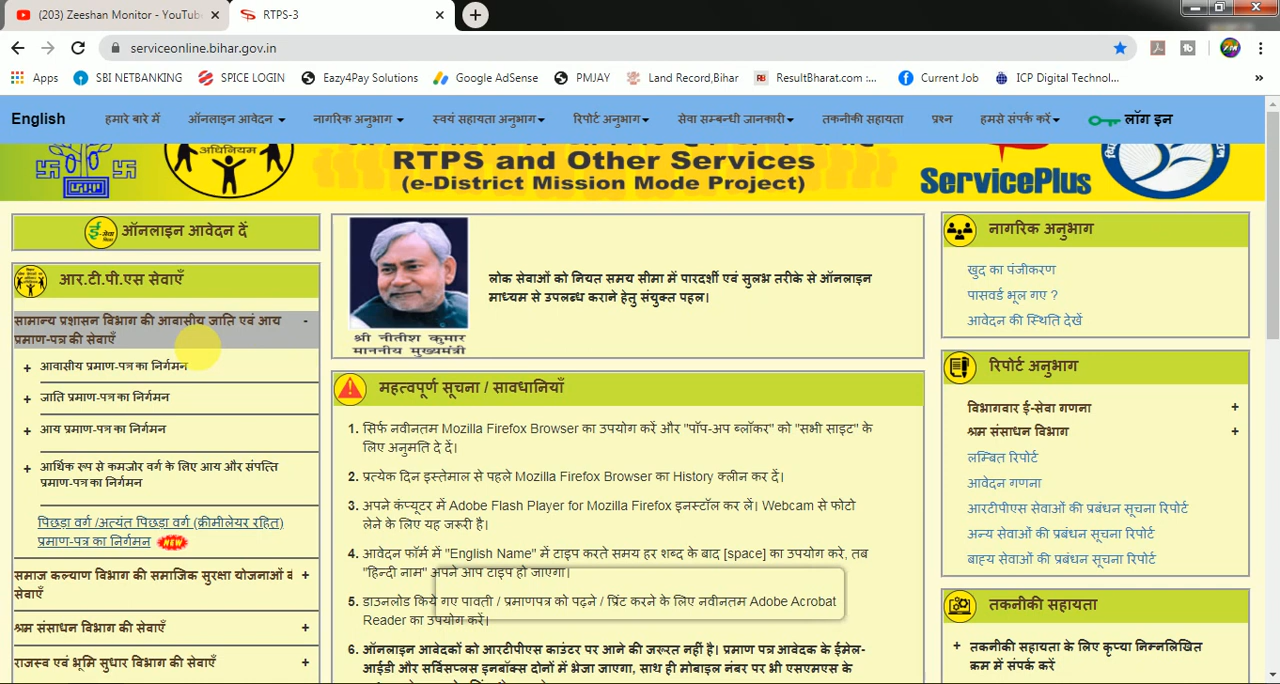 (203) Zeeshan Monitor - YouTub
RTPS-3
serviceonline.bihar.gov.in
Apps SBI NETBANKING SPICE LOGIN Eazy4Pay Solutions Google AdSense PMJAY Land Record,Bihar ResultBharat.com :... Current Job ICP Digital Technol... »
English हमारे बारे में ऑनलाइन आवेदन नागरिक अनुभाग स्वयं सहायता अनुभाग रिपोर्ट अनुभाग सेवा सम्बन्धी जानकारी तकनीकी सहायता प्रश्न हमसे संपर्क करें लॉग इन
अधिनियम
RTPS and Other Services
(e-District Mission Mode Project)
ServicePlus
ऑनलाइन आवेदन दें
आर.टी.पी.एस सेवाएँ
सामान्य प्रशासन विभाग की आवासीय जाति एवं आय -
प्रमाण-पत्र की सेवाएँ
+ आवासीय प्रमाण-पत्र का निर्गमन
+ जाति प्रमाण-पत्र का निर्गमन
+ आय प्रमाण-पत्र का निर्गमन
+ आर्थिक रूप से कमजोर वर्ग के लिए आय और संपत्ति
प्रमाण-पत्र का निर्गमन
पिछड़ा वर्ग /अत्यंत पिछड़ा वर्ग (क्रीमीलेयर रहित)
प्रमाण-पत्र का निर्गमन NEW
समाज कल्याण विभाग की समाजिक सुरक्षा योजनाओं +
सेवाएँ
श्रम संसाधन विभाग की सेवाएँ +
राजस्व एवं भूमि सुधार विभाग की सेवाएँ +
श्री नीतीश कुमार
माननीय मुख्यमंत्री
लोक सेवाओं को नियत समय सीमा में पारदर्शी एवं सुलभ तरीके से ऑनलाइन
माध्यम से उपलब्ध कराने हेतु संयुक्त पहल।
महत्वपूर्ण सूचना / सावधानियाँ
1. सिर्फ नवीनतम Mozilla Firefox Browser का उपयोग करें और "पॉप-अप ब्लॉकर" को "सभी साइट" के
लिए अनुमति दे दें।
2. प्रत्येक दिन इस्तेमाल से पहले Mozilla Firefox Browser का History क्लीन कर दें।
3. अपने कंप्यूटर में Adobe Flash Player for Mozilla Firefox इनस्टॉल कर लें। Webcam से फोटो
लेने के लिए यह जरूरी है।
4. आवेदन फॉर्म में "English Name" में टाइप करते समय हर शब्द के बाद [space] का उपयोग करे, तब
"हिन्दी नाम" अपने आप टाइप हो जाएगा।
5. डाउनलोड किये गए पावती / प्रमाणपत्र को पढ़ने / प्रिंट करने के लिए नवीनतम Adobe Acrobat
Reader का उपयोग करें।
6. ऑनलाइन आवेदकों को आरटीपीएस काउंटर पर आने की जरूरत नहीं है। प्रमाण पत्र आवेदक के ईमेल-
आईडी और सर्विसप्लस इनबॉक्स दोनों में भेजा जाएगा, साथ ही मोबाइल नंबर पर भी एसएमएस के
नागरिक अनुभाग
खुद का पंजीकरण
पासवर्ड भूल गए ?
आवेदन की स्थिति देखें
रिपोर्ट अनुभाग
विभागवार ई-सेवा गणना +
श्रम संसाधन विभाग +
लम्बित रिपोर्ट
आवेदन गणना
आरटीपीएस सेवाओं की प्रबंधन सूचना रिपोर्ट
अन्य सेवाओं की प्रबंधन सूचना रिपोर्ट
बाह्य सेवाओं की प्रबंधन सूचना रिपोर्ट
तकनीकी सहायता
+ तकनीकी सहायता के लिए कृप्या निम्नलिखित
क्रम में संपर्क करें